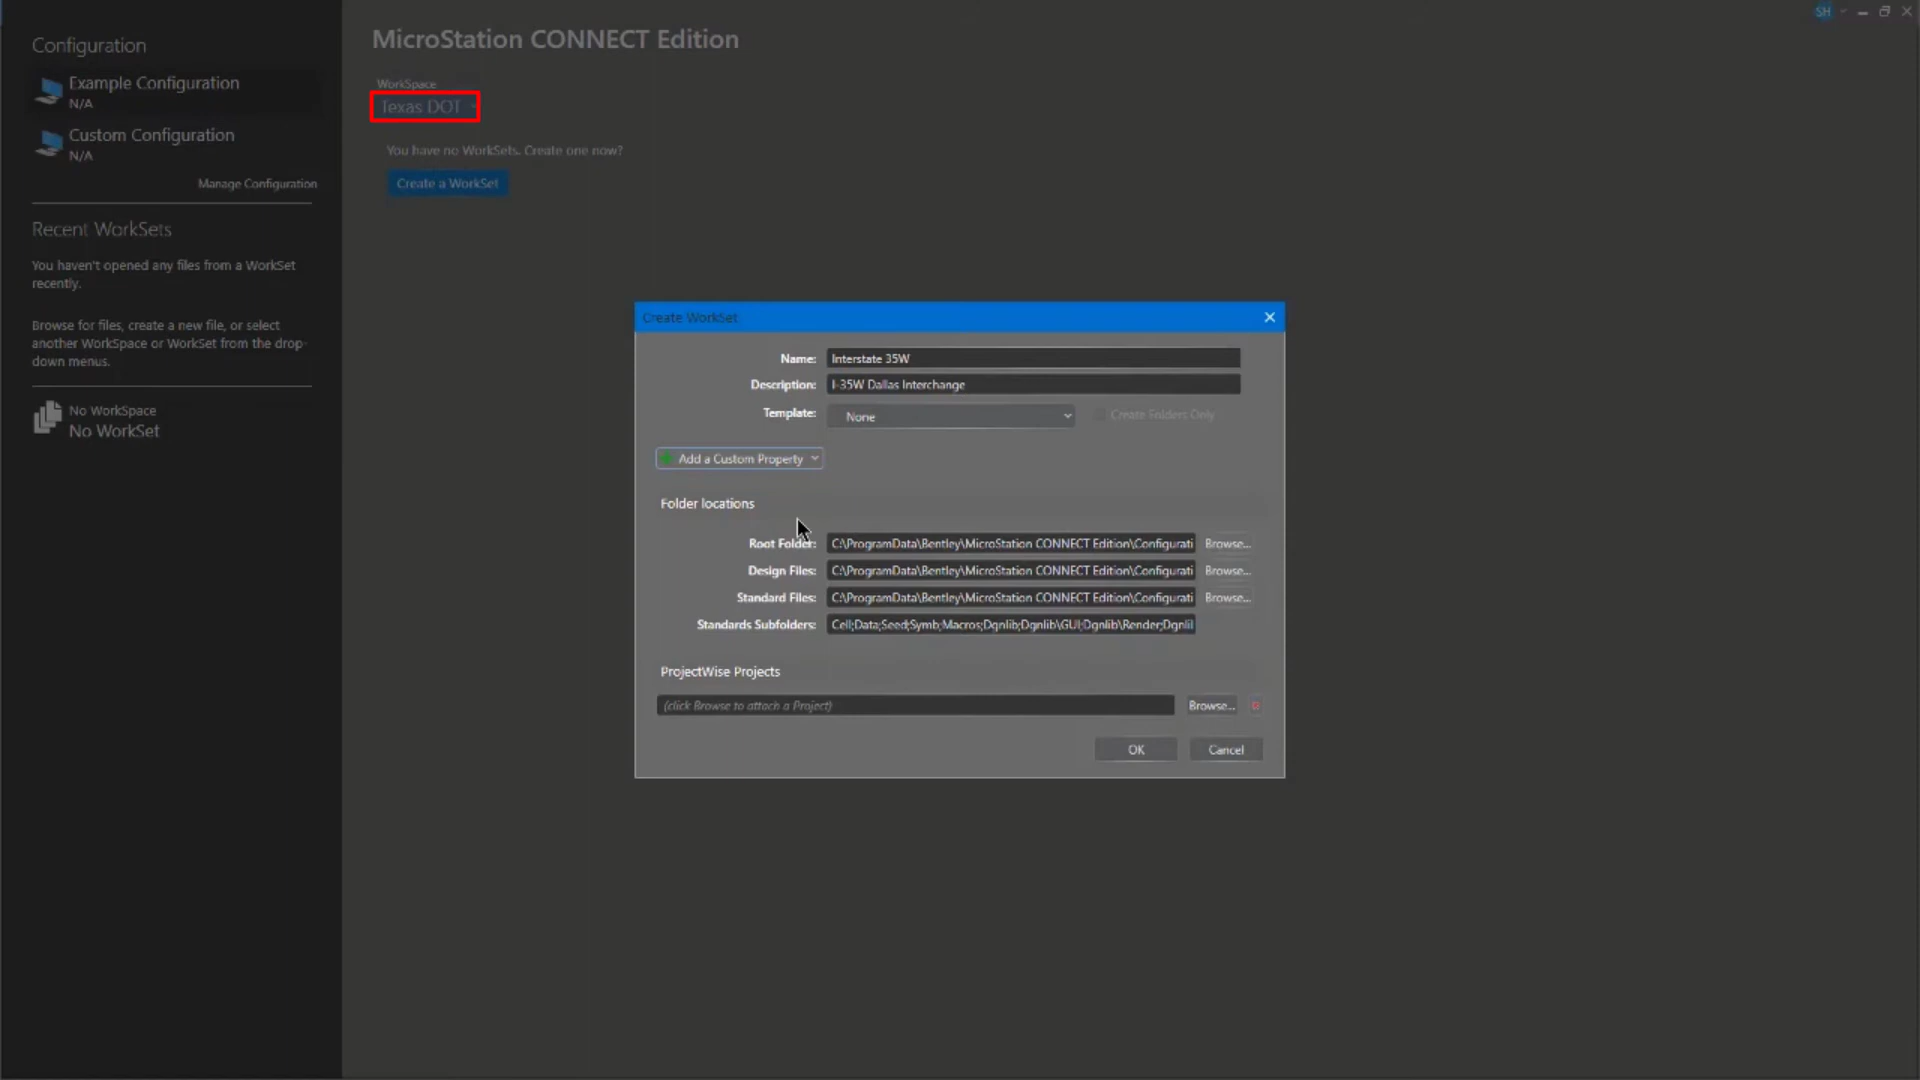 SH
Configuration
Example Configuration
N/A
Custom Configuration
N/A
Manage Configuration
Recent WorkSets
You haven't opened any files from a WorkSet
recently.
Browse for files, create a new file, or select
another WorkSpace or WorkSet from the drop-
down menus.
No WorkSpace
No WorkSet
MicroStation CONNECT Edition
WorkSpace
Texas DOT
You have no WorkSets. Create one now?
Create a WorkSet
Create WorkSet
Name: Interstate 35W
Description: I-35W Dallas Interchange
Template: None Create Folders Only
Add a Custom Property
Folder locations
Root Folder: C:\ProgramData\Bentley\MicroStation CONNECT Edition\Configurati Browse...
Design Files: C:\ProgramData\Bentley\MicroStation CONNECT Edition\Configurati Browse...
Standard Files: C:\ProgramData\Bentley\MicroStation CONNECT Edition\Configurati Browse...
Standards Subfolders: Cell;Data;Seed;Symb;Macros;Dgnlib;Dgnlib\GUI;Dgnlib\Render;Dgnlil
ProjectWise Projects
(click Browse to attach a Project) Browse...
OK Cancel